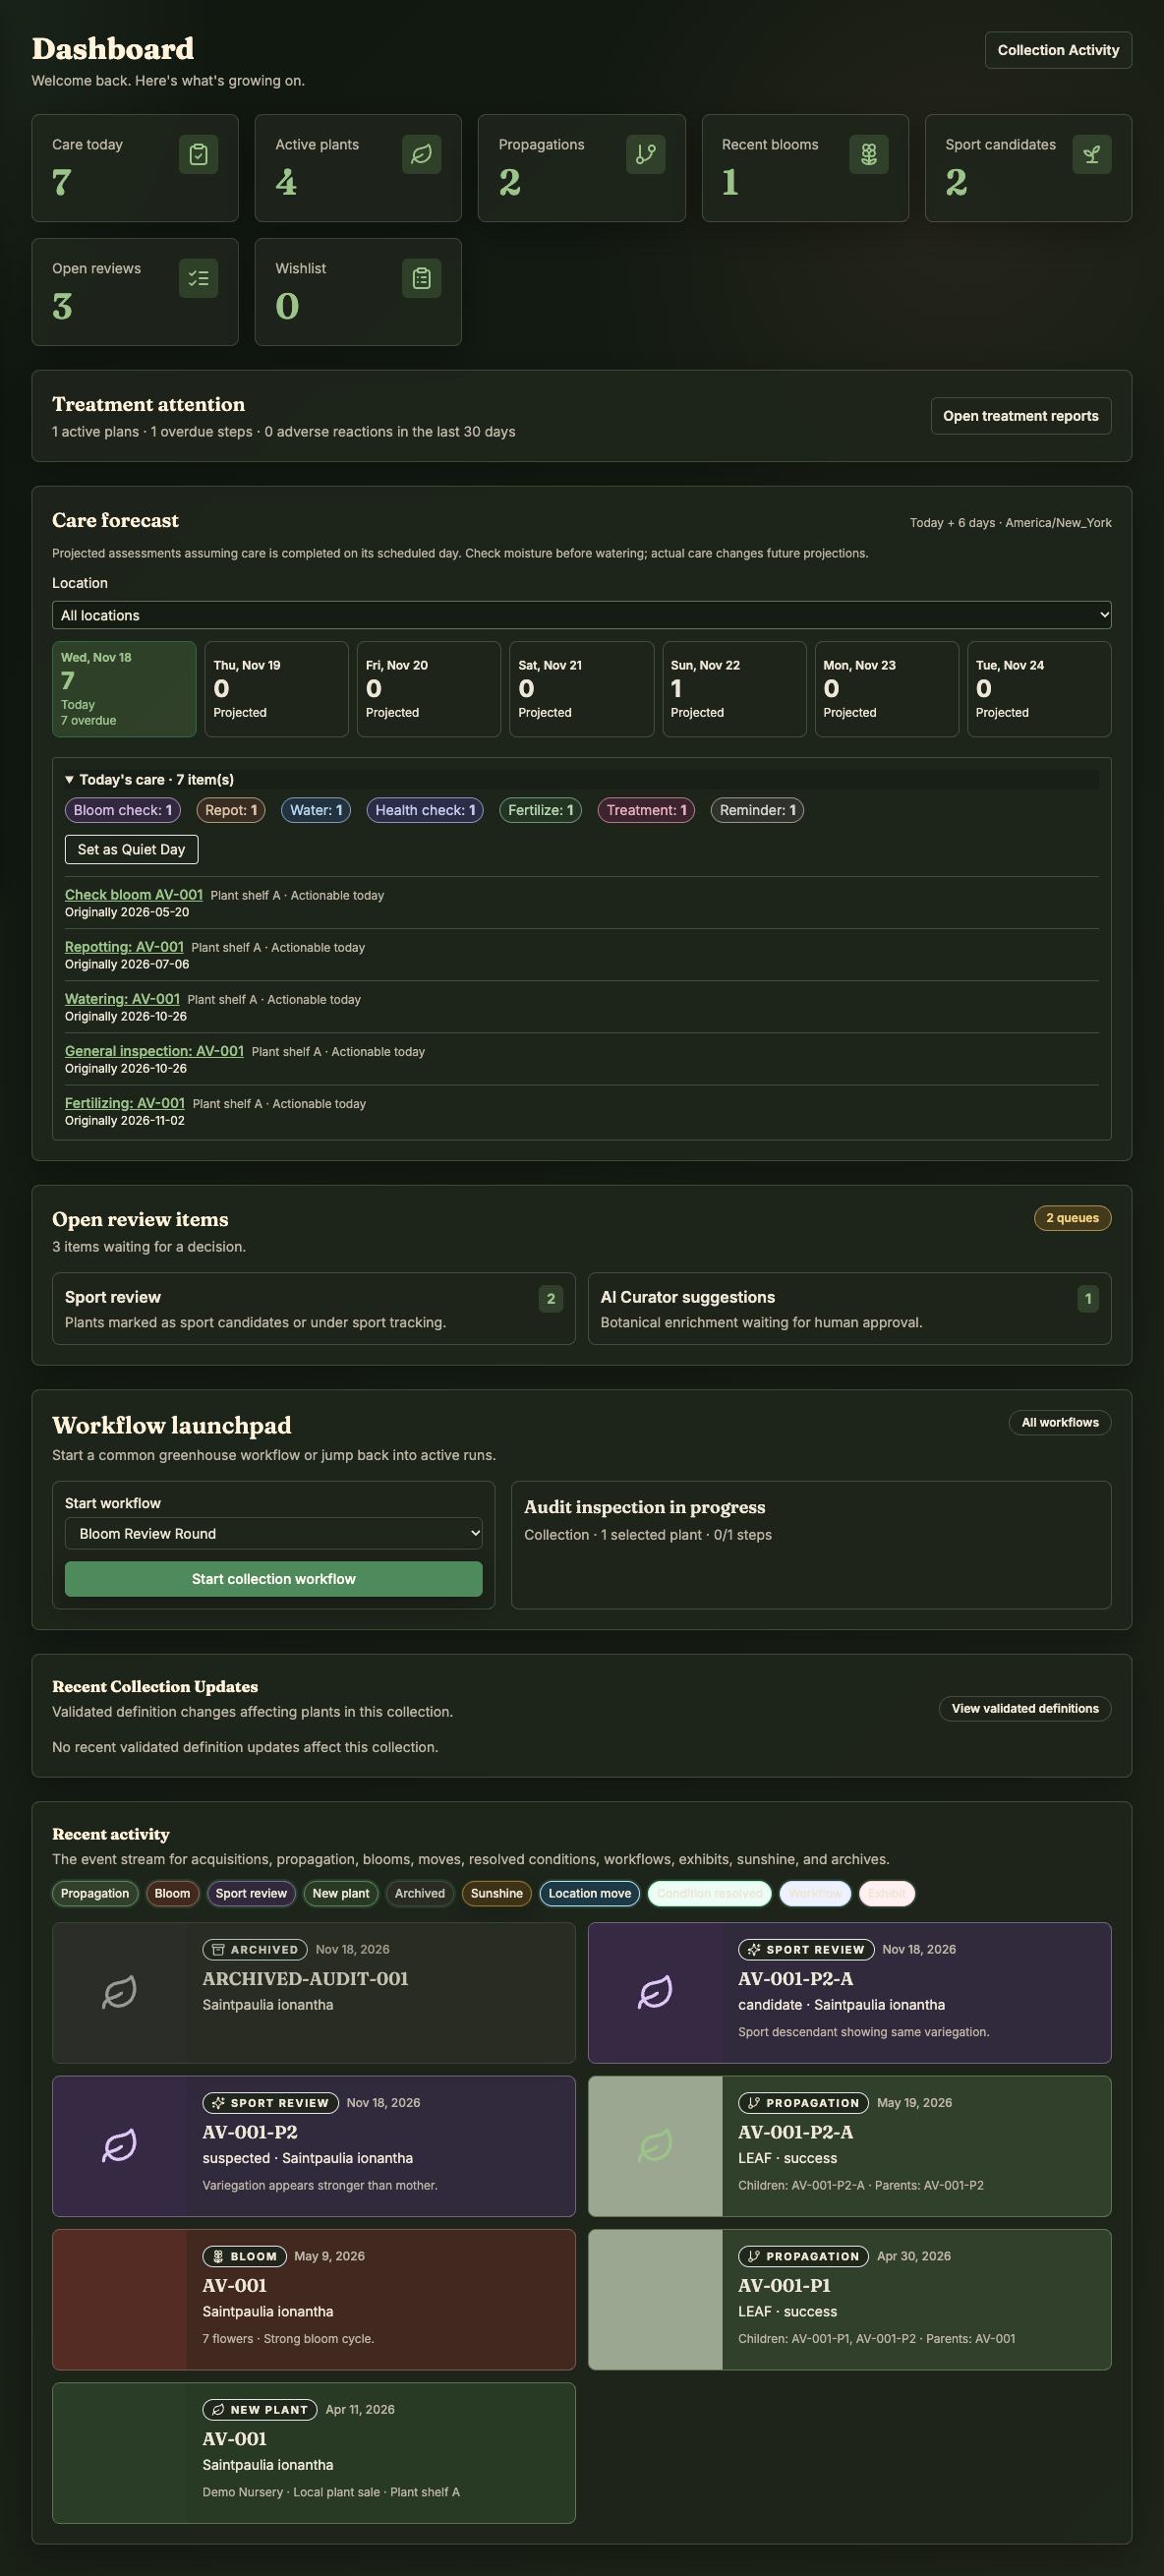 Dashboard
Welcome back. Here's what's growing on.
Collection Activity
Care today
7
Active plants
4
Propagations
2
Recent blooms
1
Sport candidates
2
Open reviews
3
Wishlist
0
Treatment attention
1 active plans · 1 overdue steps · 0 adverse reactions in the last 30 days
Open treatment reports
Care forecast
Today + 6 days · America/New_York
Projected assessments assuming care is completed on its scheduled day. Check moisture before watering; actual care changes future projections.
Location
All locations
Wed, Nov 18
7
Today
7 overdue
Thu, Nov 19
0
Projected
Fri, Nov 20
0
Projected
Sat, Nov 21
0
Projected
Sun, Nov 22
1
Projected
Mon, Nov 23
0
Projected
Tue, Nov 24
0
Projected
Today's care · 7 item(s)
Bloom check: 1 Repot: 1 Water: 1 Health check: 1 Fertilize: 1 Treatment: 1 Reminder: 1
Set as Quiet Day
Check bloom AV-001 Plant shelf A · Actionable today
Originally 2026-05-20
Repotting: AV-001 Plant shelf A · Actionable today
Originally 2026-07-06
Watering: AV-001 Plant shelf A · Actionable today
Originally 2026-10-26
General inspection: AV-001 Plant shelf A · Actionable today
Originally 2026-10-26
Fertilizing: AV-001 Plant shelf A · Actionable today
Originally 2026-11-02
Open review items
3 items waiting for a decision.
2 queues
Sport review
2
Plants marked as sport candidates or under sport tracking.
AI Curator suggestions
1
Botanical enrichment waiting for human approval.
Workflow launchpad
Start a common greenhouse workflow or jump back into active runs.
All workflows
Start workflow
Bloom Review Round
Start collection workflow
Audit inspection in progress
Collection · 1 selected plant · 0/1 steps
Recent Collection Updates
Validated definition changes affecting plants in this collection.
View validated definitions
No recent validated definition updates affect this collection.
Recent activity
The event stream for acquisitions, propagation, blooms, moves, resolved conditions, workflows, exhibits, sunshine, and archives.
Propagation Bloom Sport review New plant Archived Sunshine Location move Condition resolved Workflow Exhibit
ARCHIVED Nov 18, 2026
ARCHIVED-AUDIT-001
Saintpaulia ionantha
SPORT REVIEW Nov 18, 2026
AV-001-P2-A
candidate · Saintpaulia ionantha
Sport descendant showing same variegation.
SPORT REVIEW Nov 18, 2026
AV-001-P2
suspected · Saintpaulia ionantha
Variegation appears stronger than mother.
PROPAGATION May 19, 2026
AV-001-P2-A
LEAF · success
Children: AV-001-P2-A · Parents: AV-001-P2
BLOOM May 9, 2026
AV-001
Saintpaulia ionantha
7 flowers · Strong bloom cycle.
PROPAGATION Apr 30, 2026
AV-001-P1
LEAF · success
Children: AV-001-P1, AV-001-P2 · Parents: AV-001
NEW PLANT Apr 11, 2026
AV-001
Saintpaulia ionantha
Demo Nursery · Local plant sale · Plant shelf A